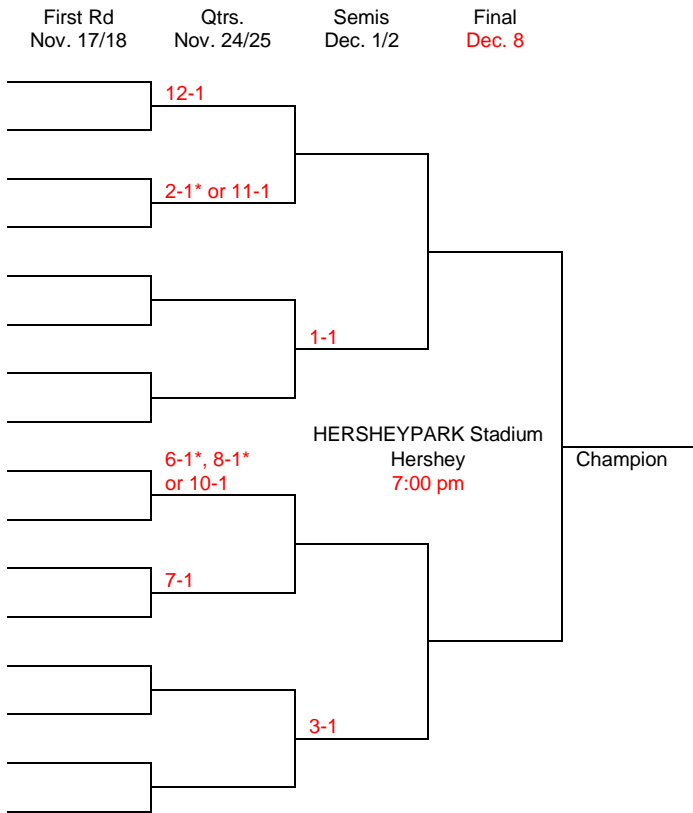 First Rd Qtrs. Semis Final
Nov. 17/18 Nov. 24/25 Dec. 1/2 Dec. 8
12-1
2-1* or 11-1
1-1
HERSHEYPARK Stadium
6-1*, 8-1* Hershey Champion
or 10-1 7:00 pm
7-1
3-1